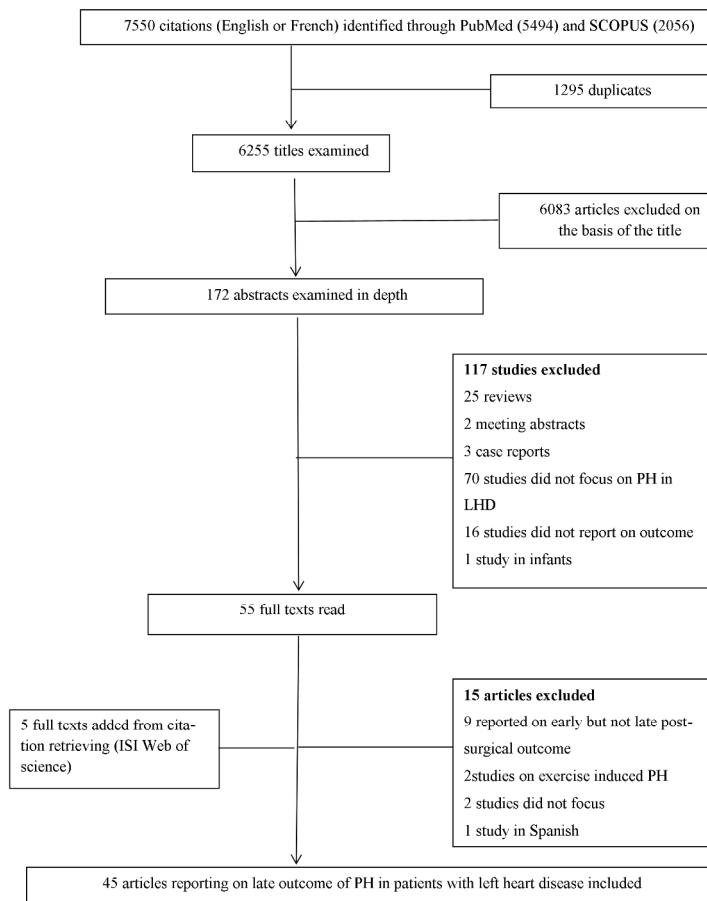 7550 citations (English or French) identified through PubMed (5494) and SCOPUS (2056)
1295 duplicates
6255 titles examined
6083 articles excluded on
the basis of the title
172 abstracts examined in depth
117 studies excluded
25 reviews
2 meeting abstracts
3 case reports
70 studies did not focus on PH in
LHD
16 studies did not report on outcome
1 study in infants
55 full texts read
5 full texts added from cita-
tion retrieving (ISI Web of
science)
15 articles excluded
9 reported on early but not late post-
surgical outcome
2studies on exercise induced PH
2 studies did not focus
1 study in Spanish
45 articles reporting on late outcome of PH in patients with left heart disease included